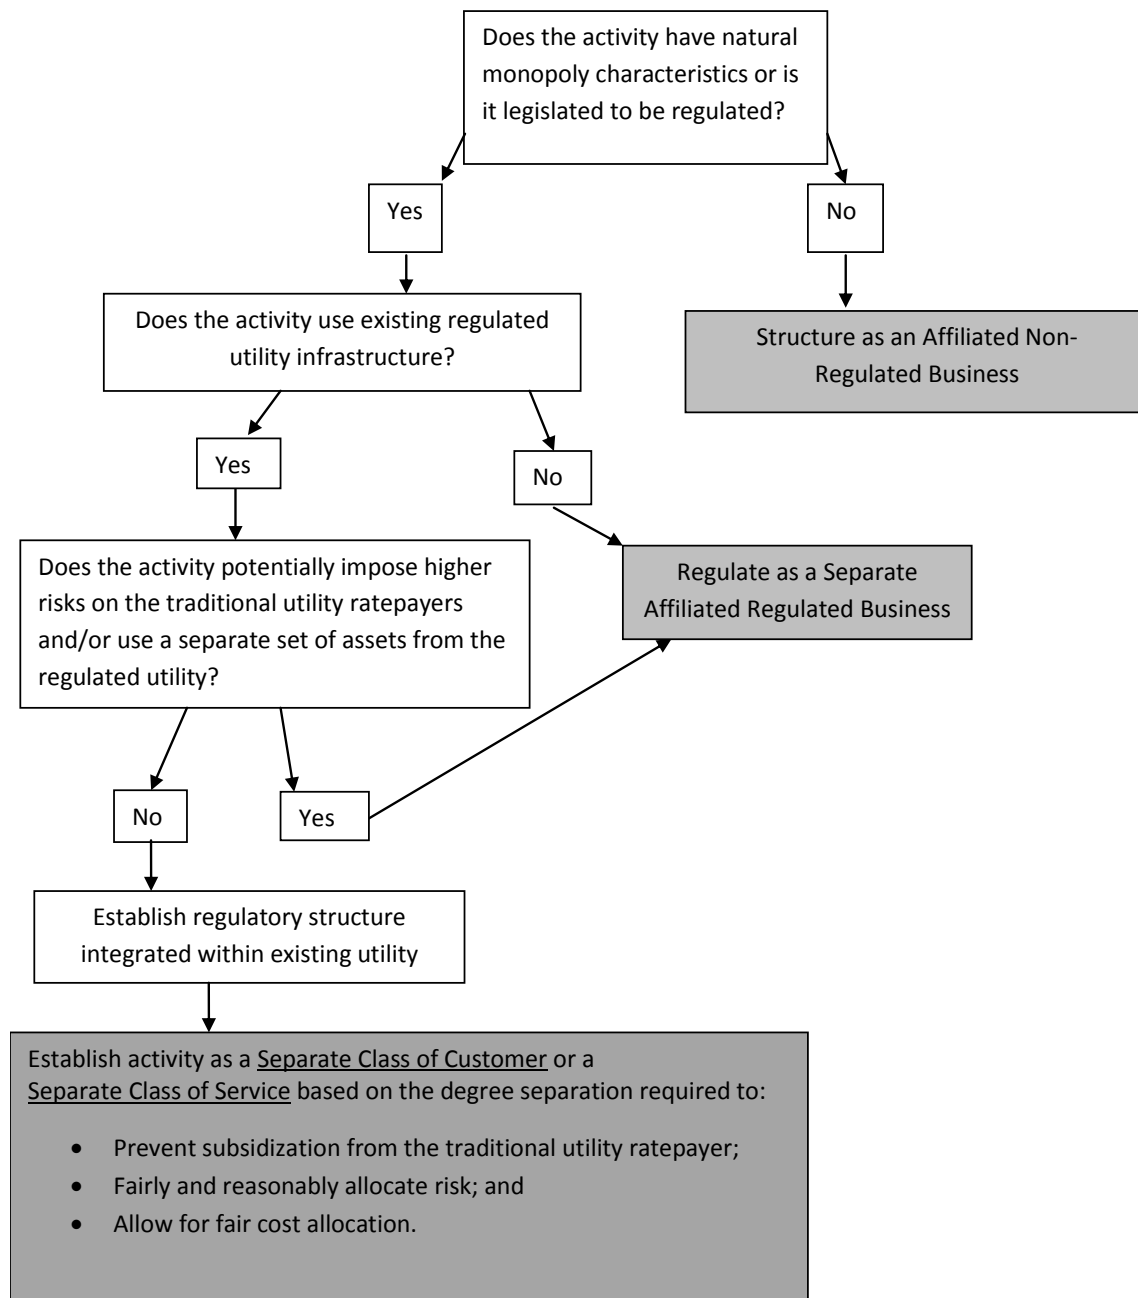 Does the activity have natural
monopoly characteristics or is
it legislated to be regulated?
Yes
No
Does the activity use existing regulated
utility infrastructure?
Structure as an Affiliated Non-
Regulated Business
Yes
No
Does the activity potentially impose higher
risks on the traditional utility ratepayers
and/or use a separate set of assets from the
regulated utility?
Regulate as a Separate
Affiliated Regulated Business
No
Yes
Establish regulatory structure
integrated within existing utility
Establish activity as a Separate Class of Customer or a
Separate Class of Service based on the degree separation required to:
• Prevent subsidization from the traditional utility ratepayer;
• Fairly and reasonably allocate risk; and
• Allow for fair cost allocation.